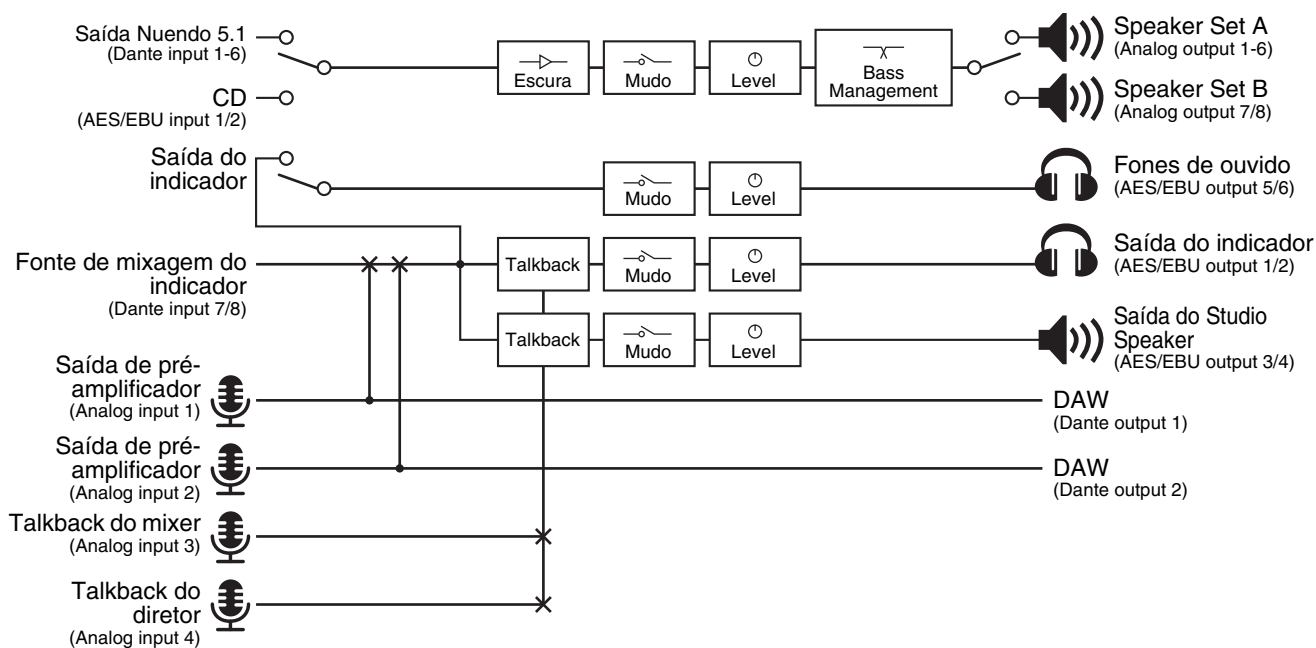 Saída Nuendo 5.1
(Dante input 1-6)
CD
(AES/EBU input 1/2)
Escura
Mudo
Level
Bass
Management
Speaker Set A
(Analog output 1-6)
Speaker Set B
(Analog output 7/8)
Saída do
indicador
Mudo
Level
Fones de ouvido
(AES/EBU output 5/6)
Fonte de mixagem do
indicador
(Dante input 7/8)
Talkback
Mudo
Level
Saída do indicador
(AES/EBU output 1/2)
Talkback
Mudo
Level
Saída do Studio
Speaker
(AES/EBU output 3/4)
Saída de pré-
amplificador
(Analog input 1)
DAW
(Dante output 1)
Saída de pré-
amplificador
(Analog input 2)
DAW
(Dante output 2)
Talkback do mixer
(Analog input 3)
Talkback do
diretor
(Analog input 4)